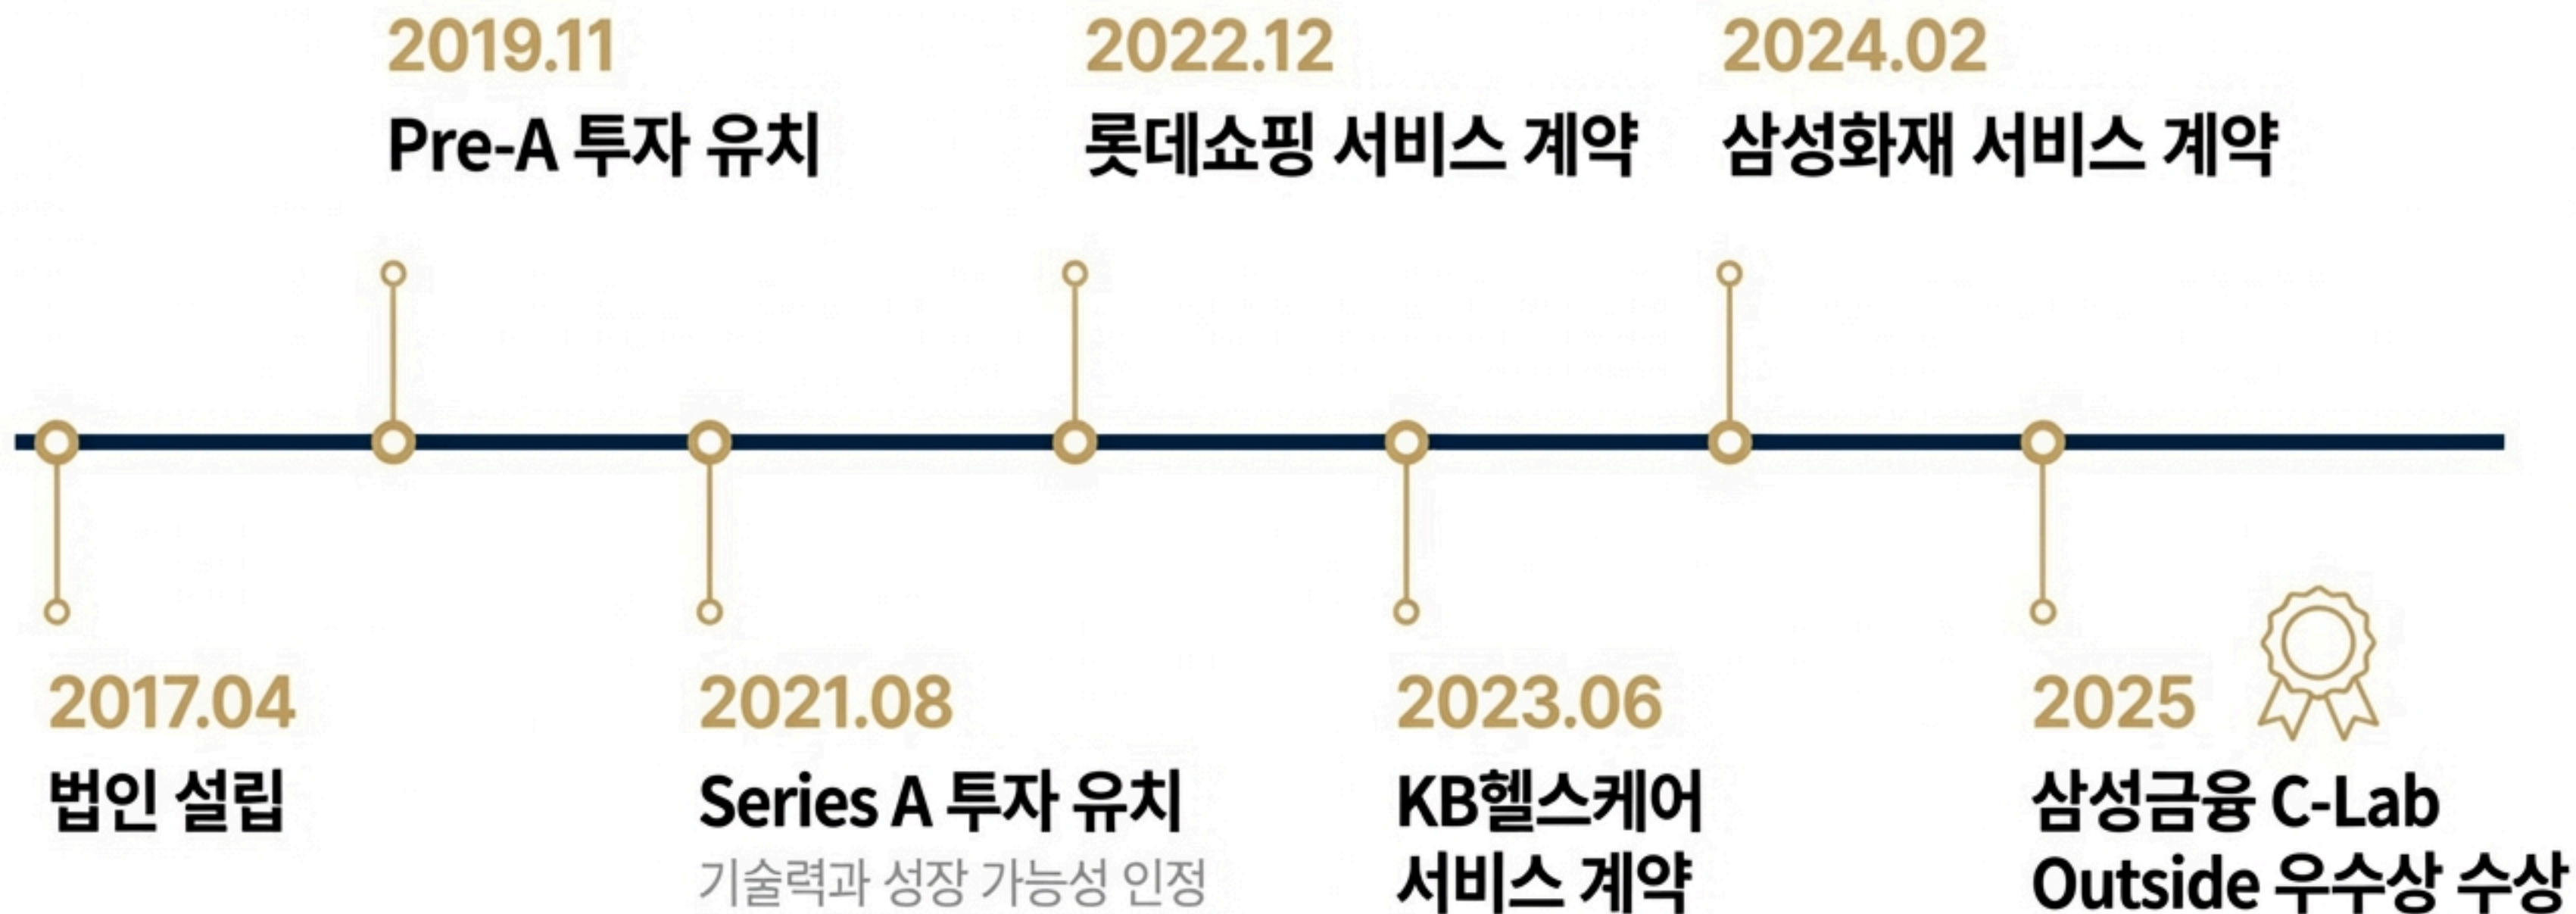 2019.11
Pre-A 투자 유치
2022.12
롯데쇼핑 서비스 계약
2024.02
삼성화재 서비스 계약
2017.04
법인 설립
2021.08
Series A 투자 유치
기술력과 성장 가능성 인정
2023.06
KB헬스케어
서비스 계약
2025
삼성금융 C-Lab
Outside 우수상 수상